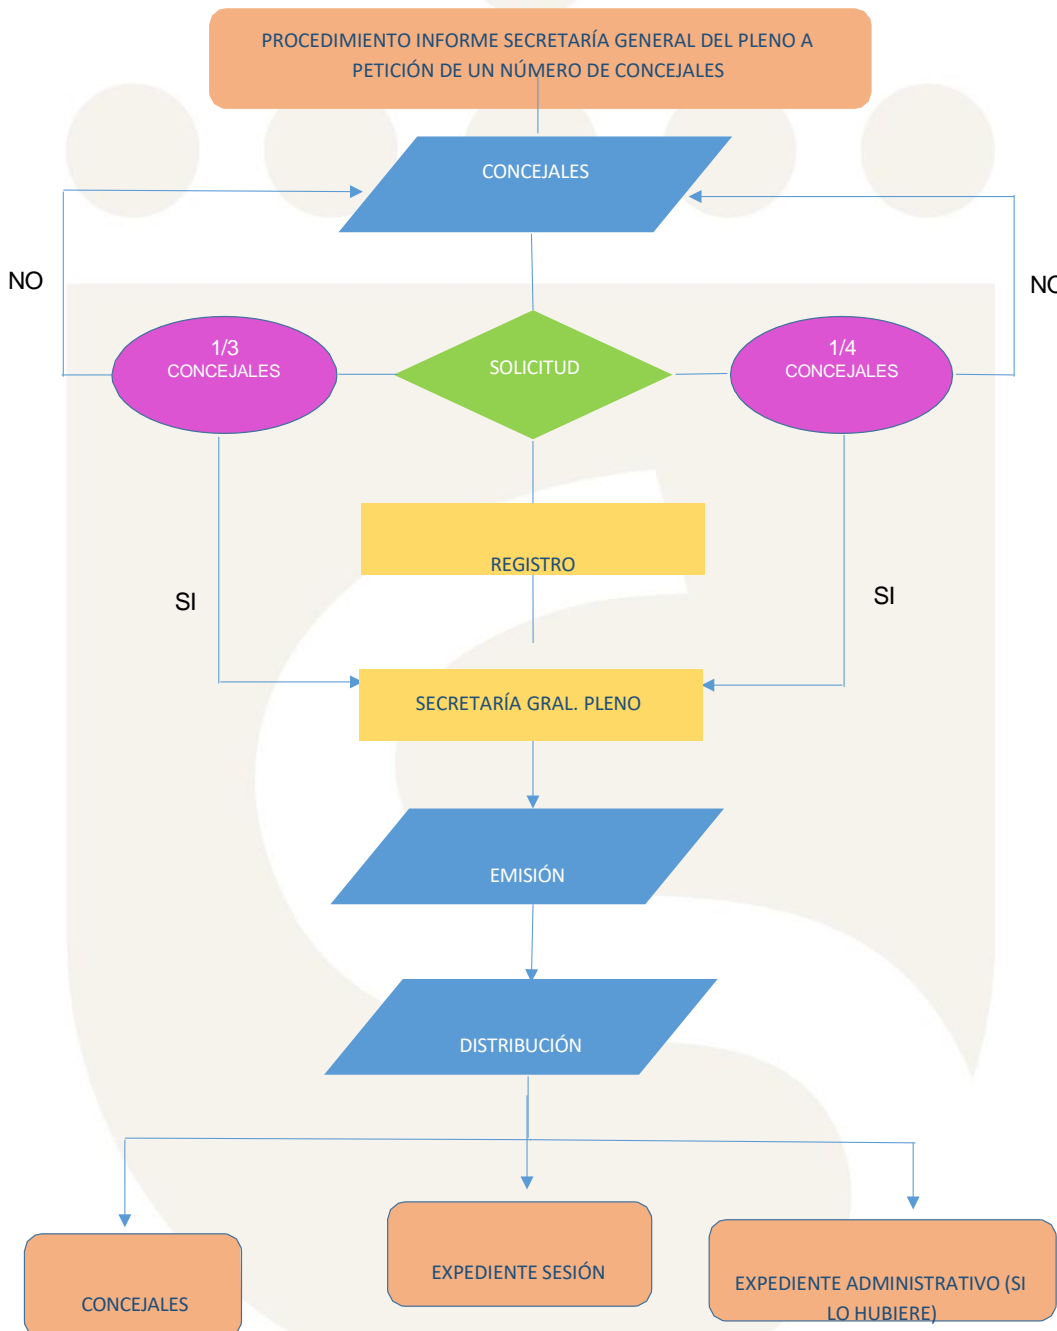 PROCEDIMIENTO INFORME SECRETARÍA GENERAL DEL PLENO A
PETICIÓN DE UN NÚMERO DE CONCEJALES
CONCEJALES
NO
NO
1/3
CONCEJALES
SOLICITUD
1/4
CONCEJALES
REGISTRO
SI
SI
SECRETARÍA GRAL. PLENO
EMISIÓN
DISTRIBUCIÓN
CONCEJALES
EXPEDIENTE SESIÓN
EXPEDIENTE ADMINISTRATIVO (SI
LO HUBIERE)